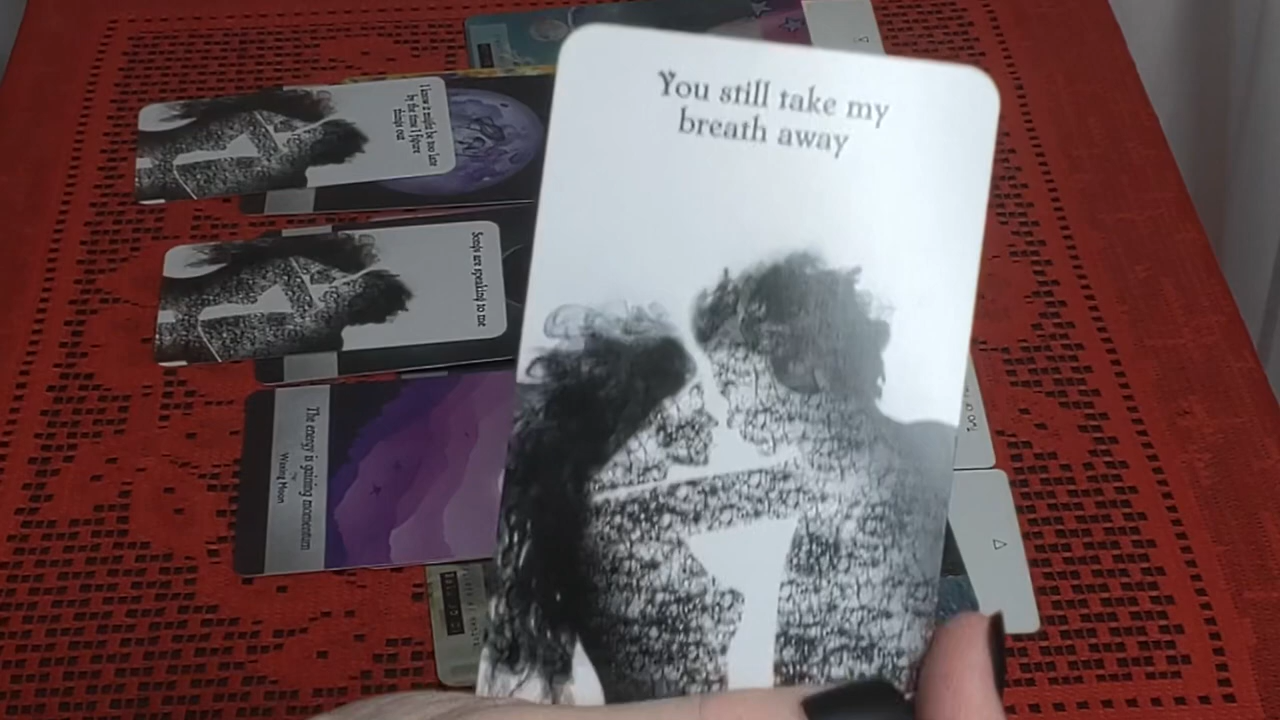 You still take my
breath away
I know it might be too late
by the time I figure
things out
Songs are speaking to me
The energy is gaining momentum
Waxing Moon